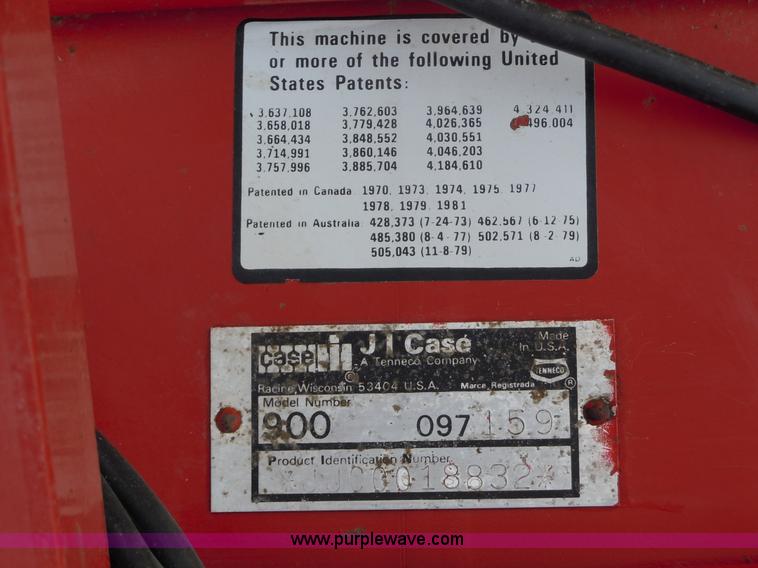 This machine is covered by
or more of the following United
States Patents:
3,637,108 3,762,603 3,964,639 4 324 411
3,658,018 3,779,428 4,026,365 496,004
3,664,434 3,848,552 4,030,551
3,714,991 3,860,146 4,046,203
3,757,996 3,885,704 4,184,610
Patented in Canada 1970, 1973, 1974, 1975, 1977
1978, 1979, 1981
Patented in Australia 428,373 (7-24-73) 462,567 (6-12-75)
485,380 (8-4-77) 502,571 (8-2-79)
505,043 (11-8-79)
AD
case ih J I Case Made
A Tenneco Company In U.S.A.
TENNECO
Racine, Wisconsin 53404 U.S.A. Marca Registrada ®
Model Number
900 097 159
Product Identification Number
0018832
www.purplewave.com